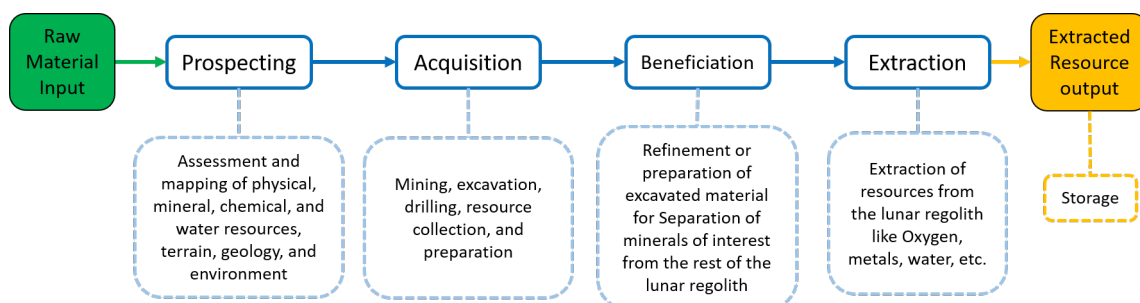 Raw
Material
Input
Prospecting
Acquisition
Beneficiation
Extraction
Extracted
Resource
output
Assessment and
mapping of physical,
mineral, chemical, and
water resources,
terrain, geology, and
environment
Mining, excavation,
drilling, resource
collection, and
preparation
Refinement or
preparation of
excavated material
for Separation of
minerals of interest
from the rest of the
lunar regolith
Extraction of
resources from
the lunar regolith
like Oxygen,
metals, water, etc.
Storage